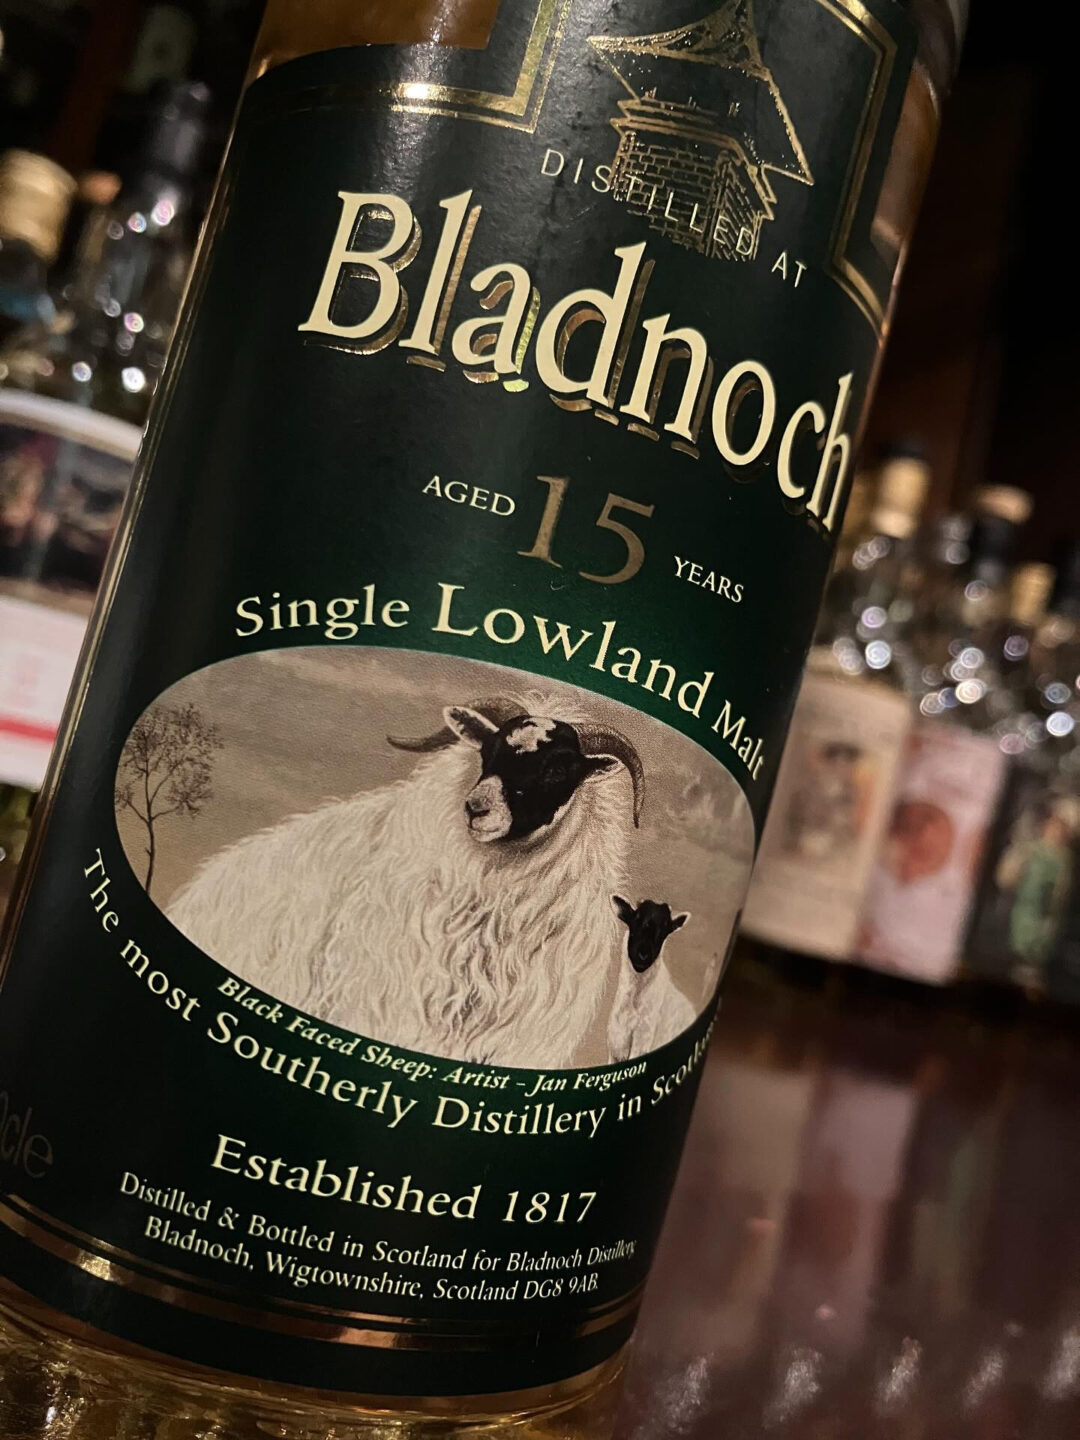 DISTILLED AT
Bladnoch
AGED 15 YEARS
Single Lowland Malt
Black Faced Sheep: Artist - Jan Ferguson
The most Southerly Distillery in
Established 1817
Distilled & Bottled in Scotland for Bladnoch Distillery,
Bladnoch, Wigtownshire, Scotland DG8 9AB.